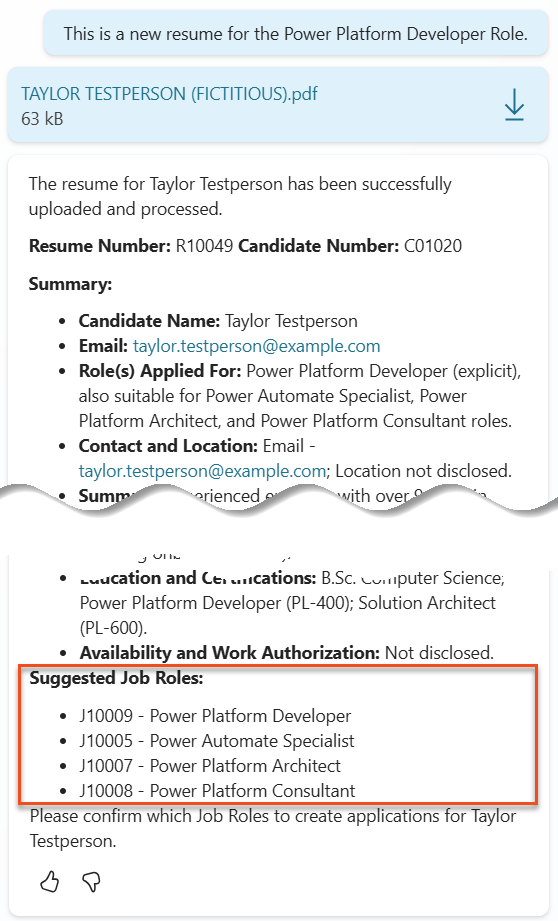 This is a new resume for the Power Platform Developer Role.
TAYLOR TESTPERSON (FICTITIOUS).pdf
63 kB
The resume for Taylor Testperson has been successfully
uploaded and processed.
Resume Number: R10049 Candidate Number: C01020
Summary:
• Candidate Name: Taylor Testperson
• Email: taylor.testperson@example.com
• Role(s) Applied For: Power Platform Developer (explicit),
also suitable for Power Automate Specialist, Power
Platform Architect, and Power Platform Consultant roles.
• Contact and Location: Email -
taylor.testperson@example.com; Location not disclosed.
• with over
• Education and Certifications: B.Sc. Computer Science;
Power Platform Developer (PL-400); Solution Architect
(PL-600).
• Availability and Work Authorization: Not disclosed.
Suggested Job Roles:
• J10009 - Power Platform Developer
• J10005 - Power Automate Specialist
• J10007 - Power Platform Architect
• J10008 - Power Platform Consultant
Please confirm which Job Roles to create applications for Taylor
Testperson.